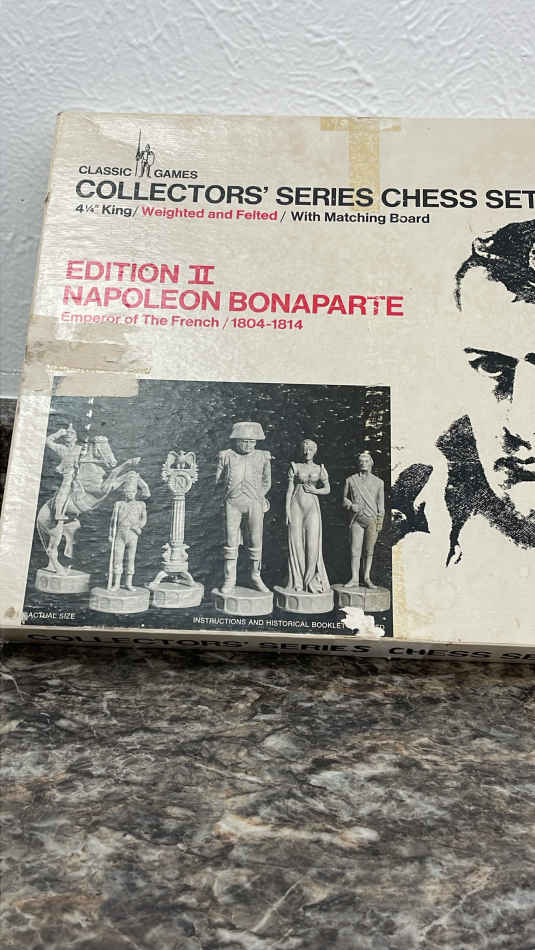 CLASSIC GAMES
COLLECTORS' SERIES CHESS SET
4¼" King/Weighted and Felted/With Matching Board
EDITION II
NAPOLEON BONAPARTE
Emperor of The French/1804-1814
ACTUAL SIZE
INSTRUCTIONS AND HISTORICAL BOOKLET
COLLECTORS' SERIES CHESS SE